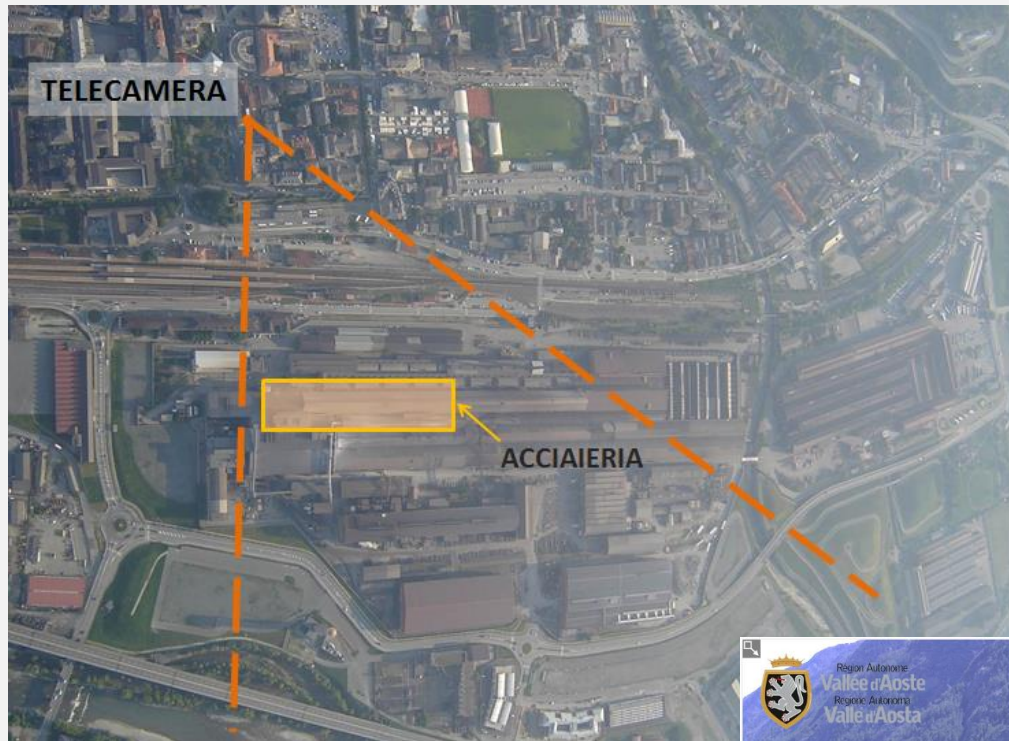 TELECAMERA
ACCIAIERIA
Région Autonome
Vallée d'Aoste
Regione Autonoma
Valle d'Aosta